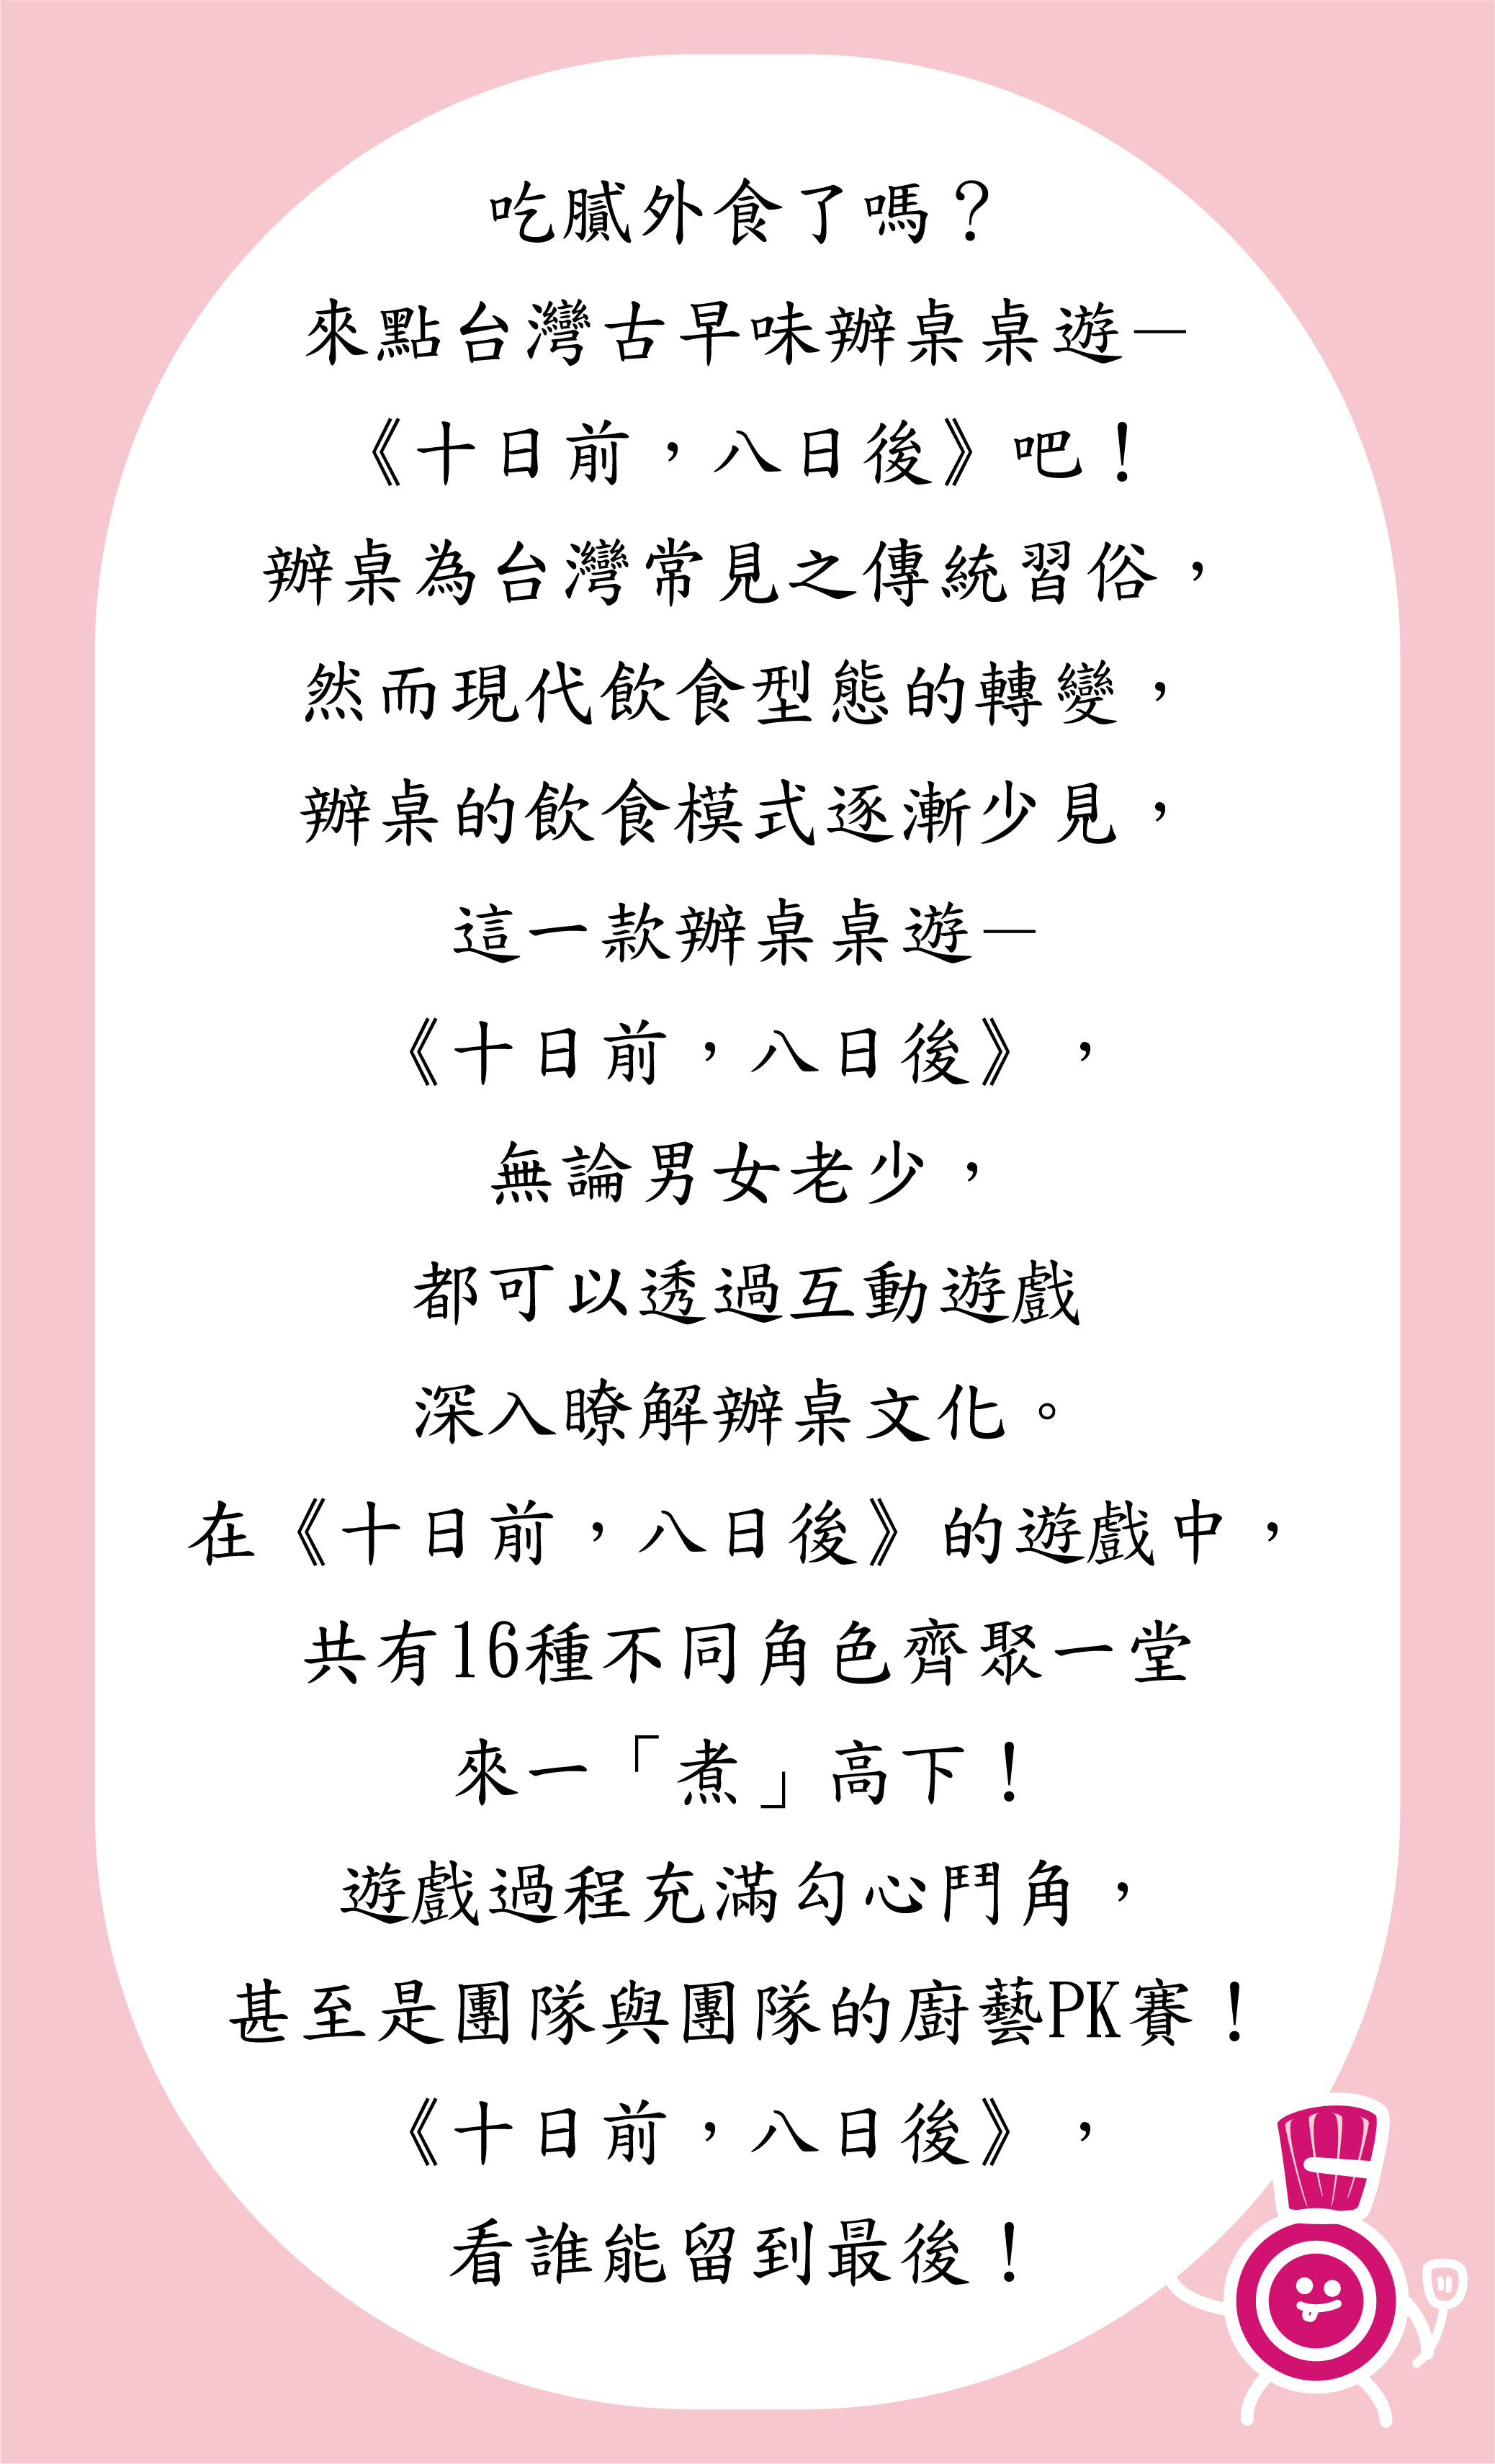 吃膩外食了嗎？
來點台灣古早味辦桌桌遊—
《十日前，八日後》吧！
辦桌為台灣常見之傳統習俗，
然而現代飲食型態的轉變，
辦桌的飲食模式逐漸少見，
這一款辦桌桌遊—
《十日前，八日後》，
無論男女老少，
都可以透過互動遊戲
深入瞭解辦桌文化。
在《十日前，八日後》的遊戲中，
共有16種不同角色齊聚一堂
來一「煮」高下！
遊戲過程充滿勾心鬥角，
甚至是團隊與團隊的廚藝PK賽！
《十日前，八日後》，
看誰能留到最後！